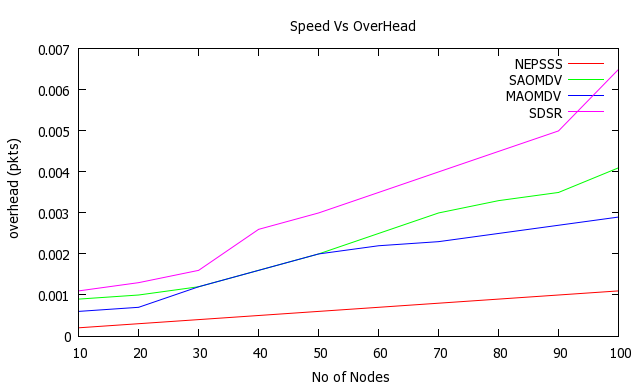 Speed Vs OverHead
0.007
0.006
0.005
0.004
0.003
0.002
0.001
0
overhead (pkts)
NEPSSS
SAOMDV
MAOMDV
SDSR
10 20 30 40 50 60 70 80 90 100
No of Nodes